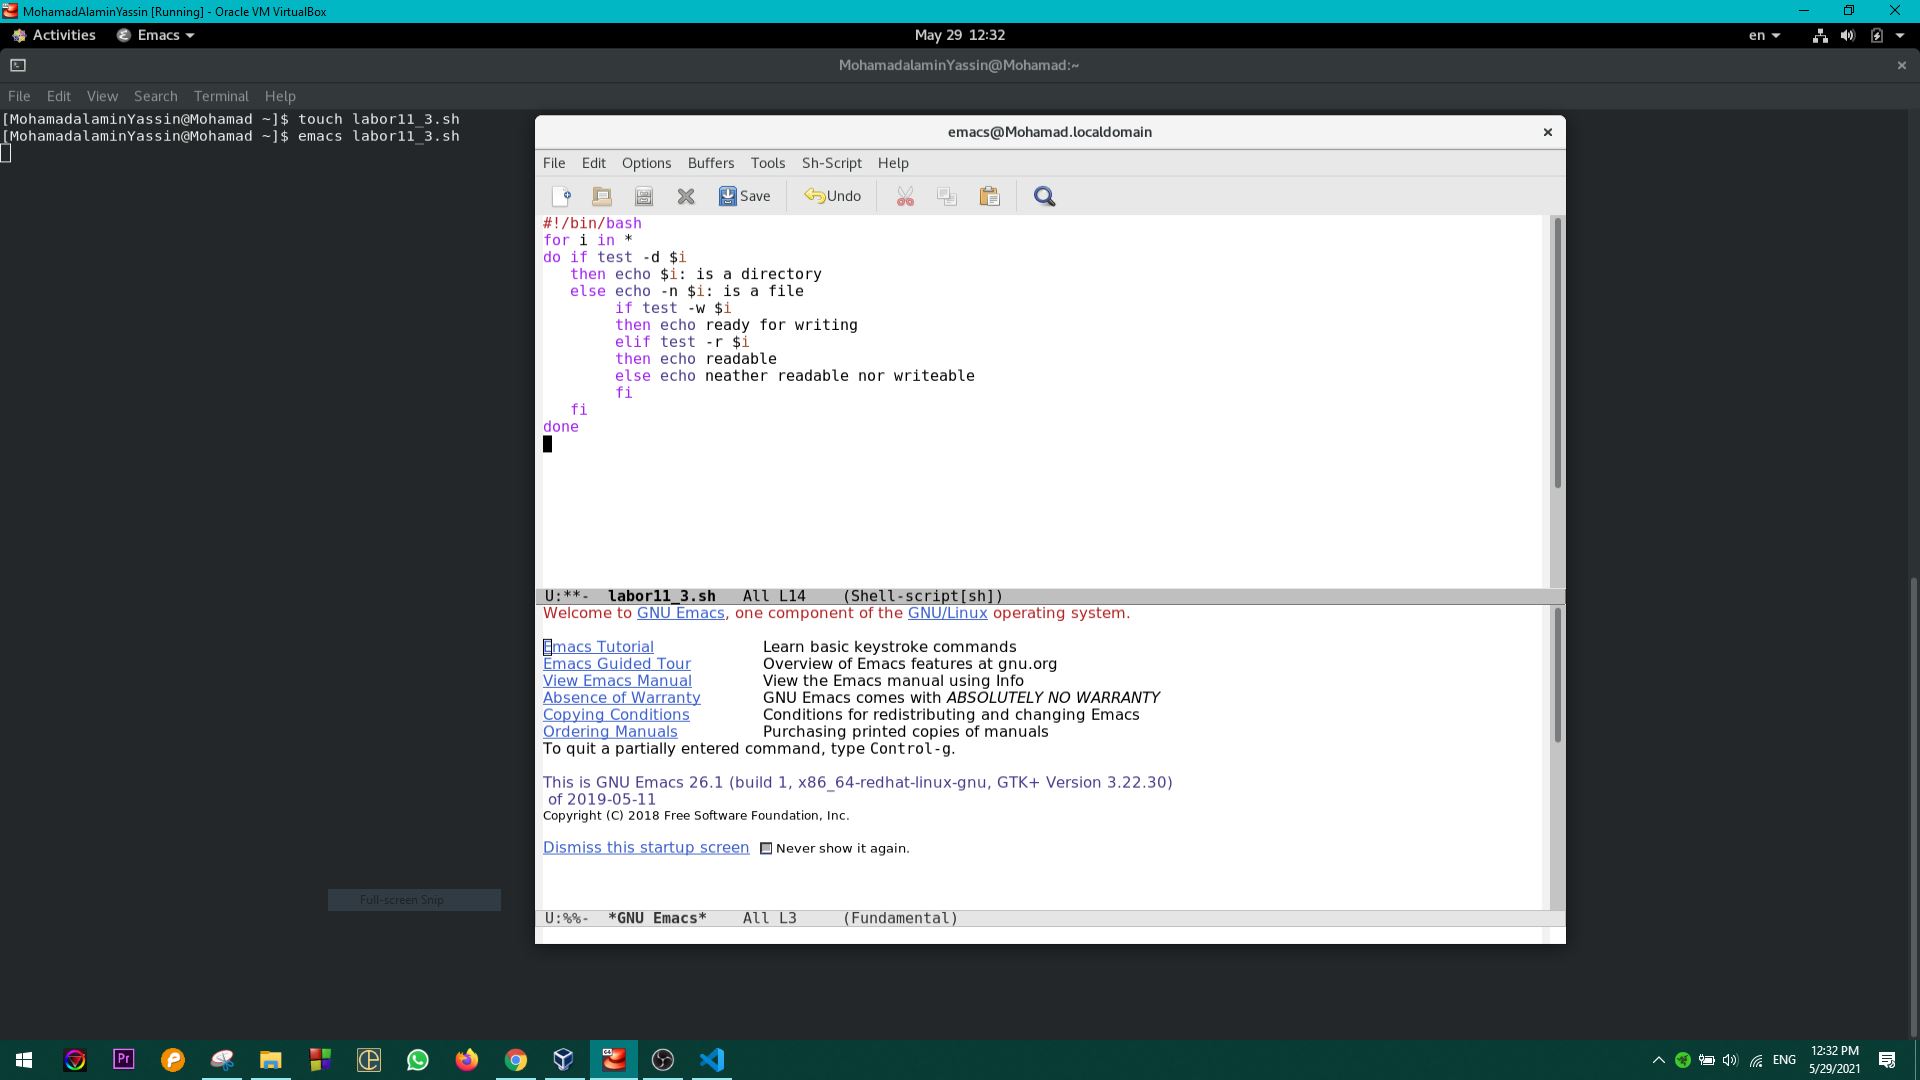 MohamadAlaminYassin [Running] - Oracle VM VirtualBox
Activities Emacs May 29 12:32 en
MohamadalaminYassin@Mohamad:~
File Edit View Search Terminal Help
[MohamadalaminYassin@Mohamad ~]$ touch labor11_3.sh
[MohamadalaminYassin@Mohamad ~]$ emacs labor11_3.sh
emacs@Mohamad.localdomain
File Edit Options Buffers Tools Sh-Script Help
Save Undo
#!/bin/bash
for i in *
do if test -d $i
   then echo $i: is a directory
   else echo -n $i: is a file
        if test -w $i
        then echo ready for writing
        elif test -r $i
        then echo readable
        else echo neather readable nor writeable
        fi
   fi
done
U:**-  labor11_3.sh   All L14    (Shell-script[sh])
Welcome to GNU Emacs, one component of the GNU/Linux operating system.
Emacs Tutorial Learn basic keystroke commands
Emacs Guided Tour Overview of Emacs features at gnu.org
View Emacs Manual View the Emacs manual using Info
Absence of Warranty GNU Emacs comes with ABSOLUTELY NO WARRANTY
Copying Conditions Conditions for redistributing and changing Emacs
Ordering Manuals Purchasing printed copies of manuals
To quit a partially entered command, type Control-g.
This is GNU Emacs 26.1 (build 1, x86_64-redhat-linux-gnu, GTK+ Version 3.22.30)
of 2019-05-11
Copyright (C) 2018 Free Software Foundation, Inc.
Dismiss this startup screen Never show it again.
Full-screen Snip
U:%%-  *GNU Emacs*    All L3     (Fundamental)
Pr
ENG
12:32 PM
5/29/2021